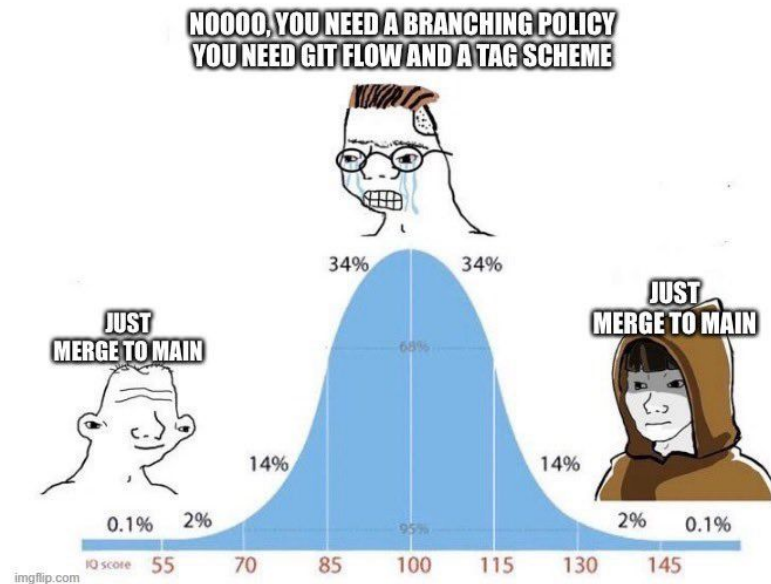 NOOOO, YOU NEED A BRANCHING POLICY
YOU NEED GIT FLOW AND A TAG SCHEME
34% 34%
JUST
MERGE TO MAIN
JUST
MERGE TO MAIN
68%
14% 14%
0.1% 2% 95% 2% 0.1%
IQ score 55 70 85 100 115 130 145
imgflip.com